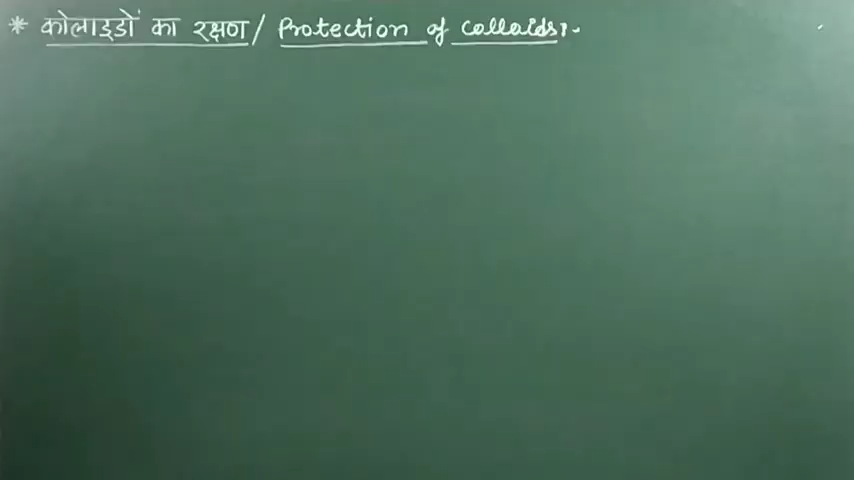 * कोलाइडों का रक्षण / Protection of colloids:-